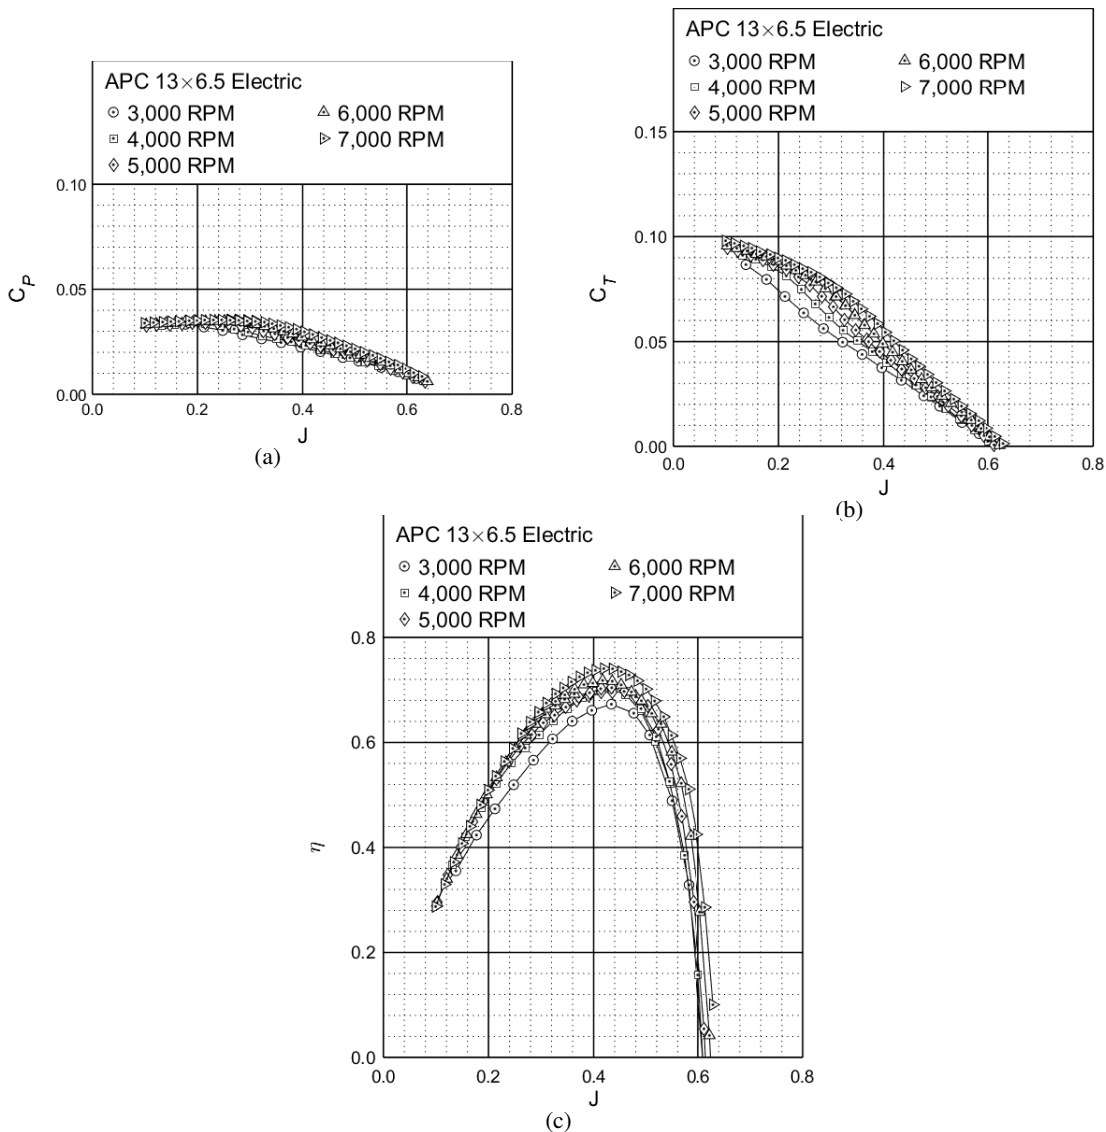 APC 13×6.5 Electric
3,000 RPM
6,000 RPM
4,000 RPM
7,000 RPM
5,000 RPM
0.10
0.05
0.00
C_P
0.0 0.2 0.4 0.6 0.8
J
(a)
APC 13×6.5 Electric
3,000 RPM
6,000 RPM
4,000 RPM
7,000 RPM
5,000 RPM
0.15
0.10
0.05
0.00
C_T
0.0 0.2 0.4 0.6 0.8
J
(b)
APC 13×6.5 Electric
3,000 RPM
6,000 RPM
4,000 RPM
7,000 RPM
5,000 RPM
0.8
0.6
0.4
0.2
0.0
η
0.0 0.2 0.4 0.6 0.8
J
(c)